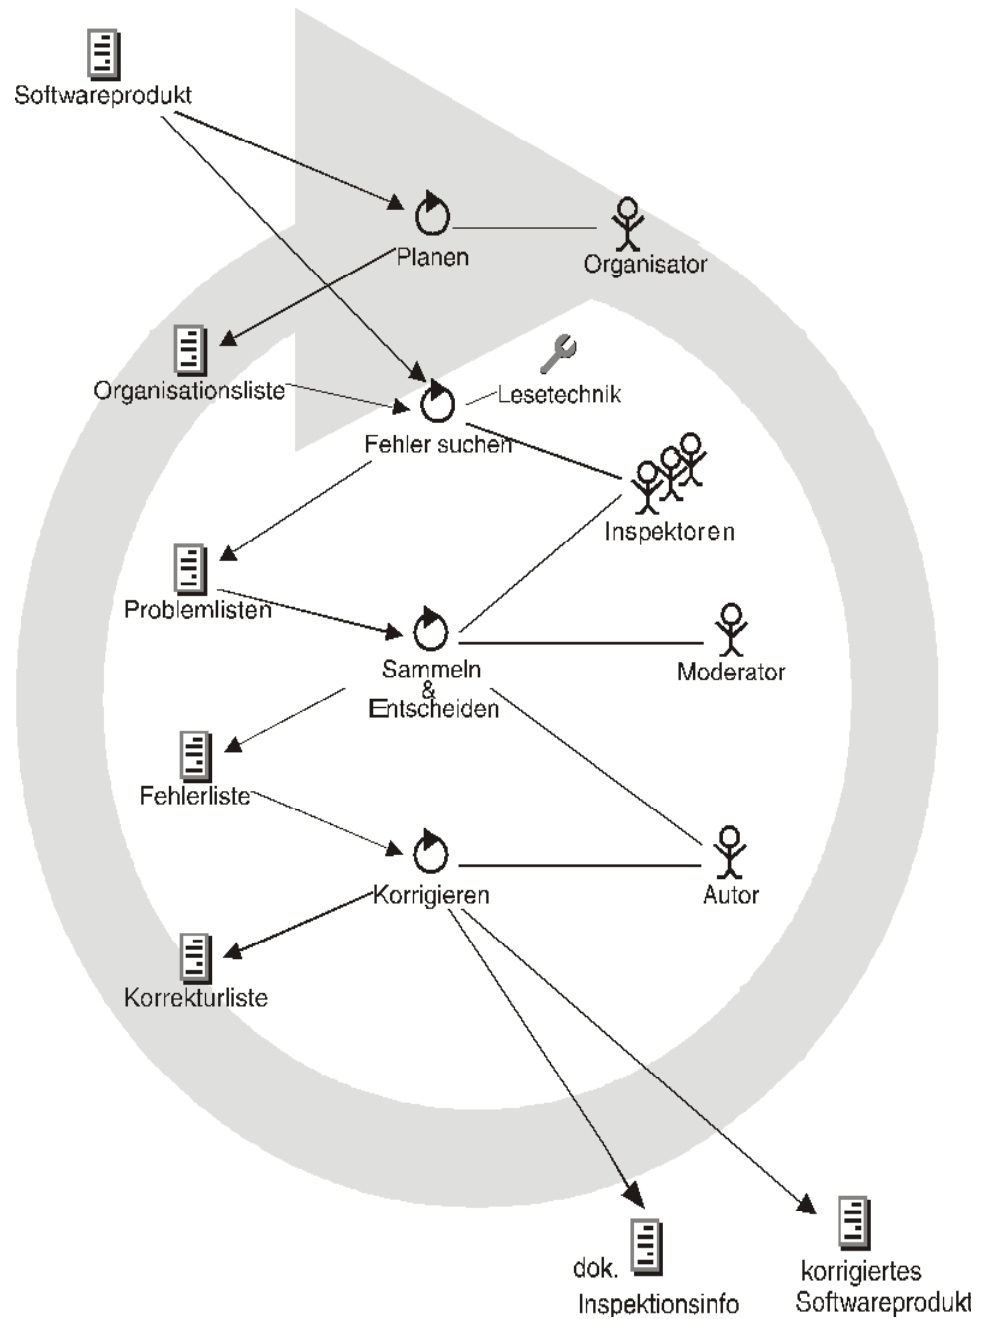 Softwareprodukt
Planen
Organisator
Organisationsliste
Lesetechnik
Fehler suchen
Inspektoren
Problemlisten
Sammeln
&
Entscheiden
Moderator
Fehlerliste
Korrigieren
Autor
Korrekturliste
dok.
Inspektionsinfo
korrigiertes
Softwareprodukt